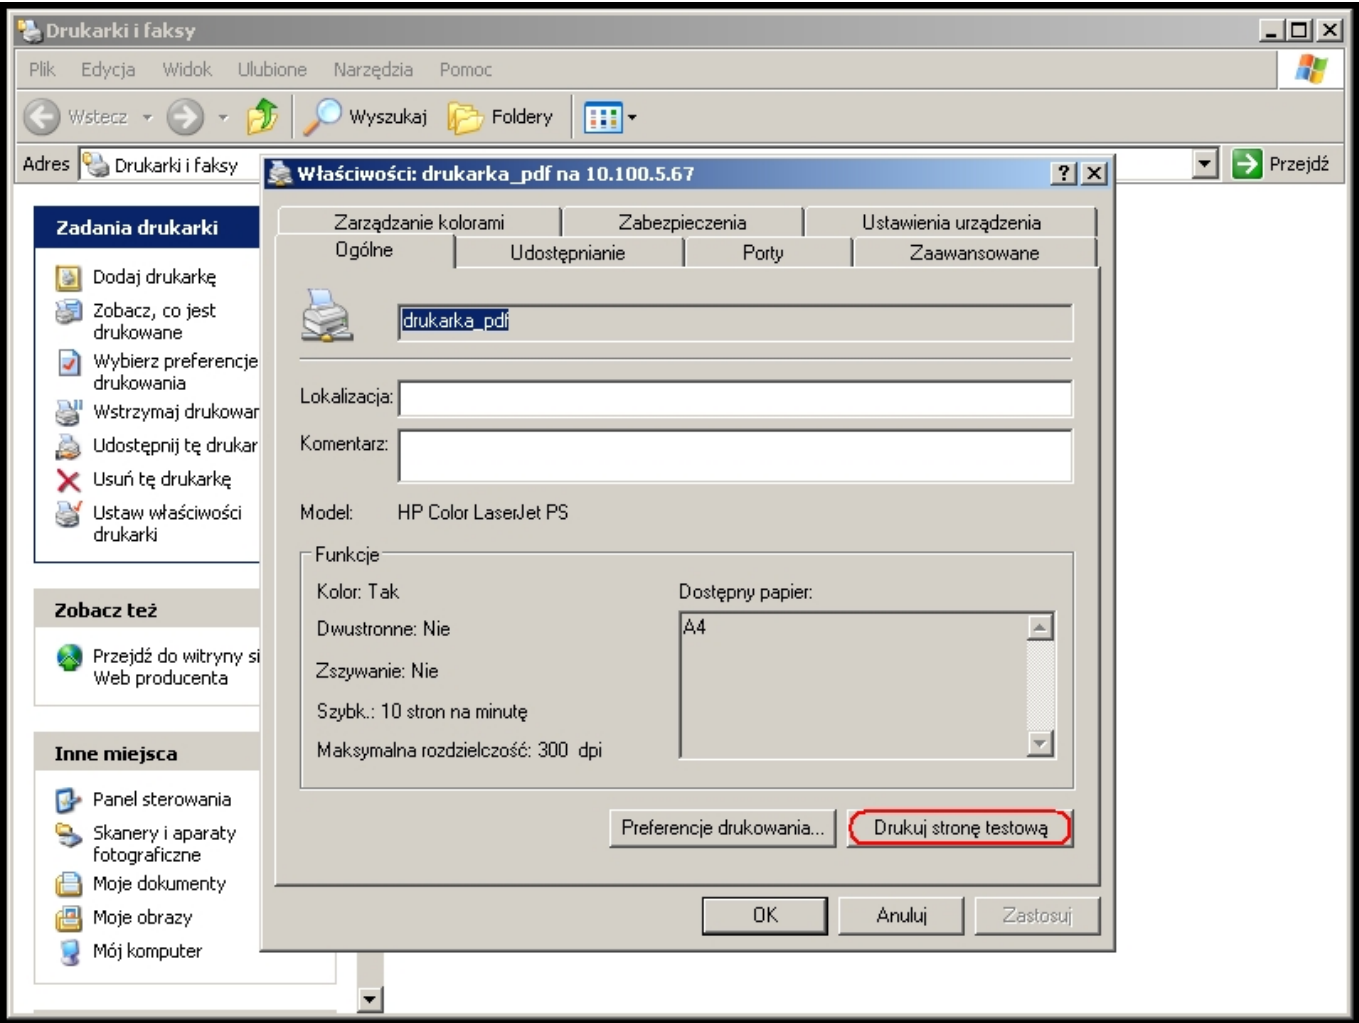 Drukarki i faksy
Plik Edycja Widok Ulubione Narzędzia Pomoc
Wstecz Wyszukaj Foldery
Adres Drukarki i faksy Przejdź
Zadania drukarki
Dodaj drukarkę
Zobacz, co jest
drukowane
Wybierz preferencje
drukowania
Wstrzymaj drukowar
Udostępnij tę drukar
Usuń tę drukarkę
Ustaw właściwości
drukarki
Zobacz też
Przejdź do witryny si
Web producenta
Inne miejsca
Panel sterowania
Skanery i aparaty
fotograficzne
Moje dokumenty
Moje obrazy
Mój komputer
Właściwości: drukarka_pdf na 10.100.5.67
Zarządzanie kolorami Zabezpieczenia Ustawienia urządzenia
Ogólne Udostępnianie Porty Zaawansowane
drukarka_pdf
Lokalizacja:
Komentarz:
Model: HP Color LaserJet PS
Funkcje
Kolor: Tak
Dwustronne: Nie
Zszywanie: Nie
Szybk.: 10 stron na minutę
Maksymalna rozdzielczość: 300 dpi
Dostępny papier:
A4
Preferencje drukowania... Drukuj stronę testową
OK Anuluj Zastosuj